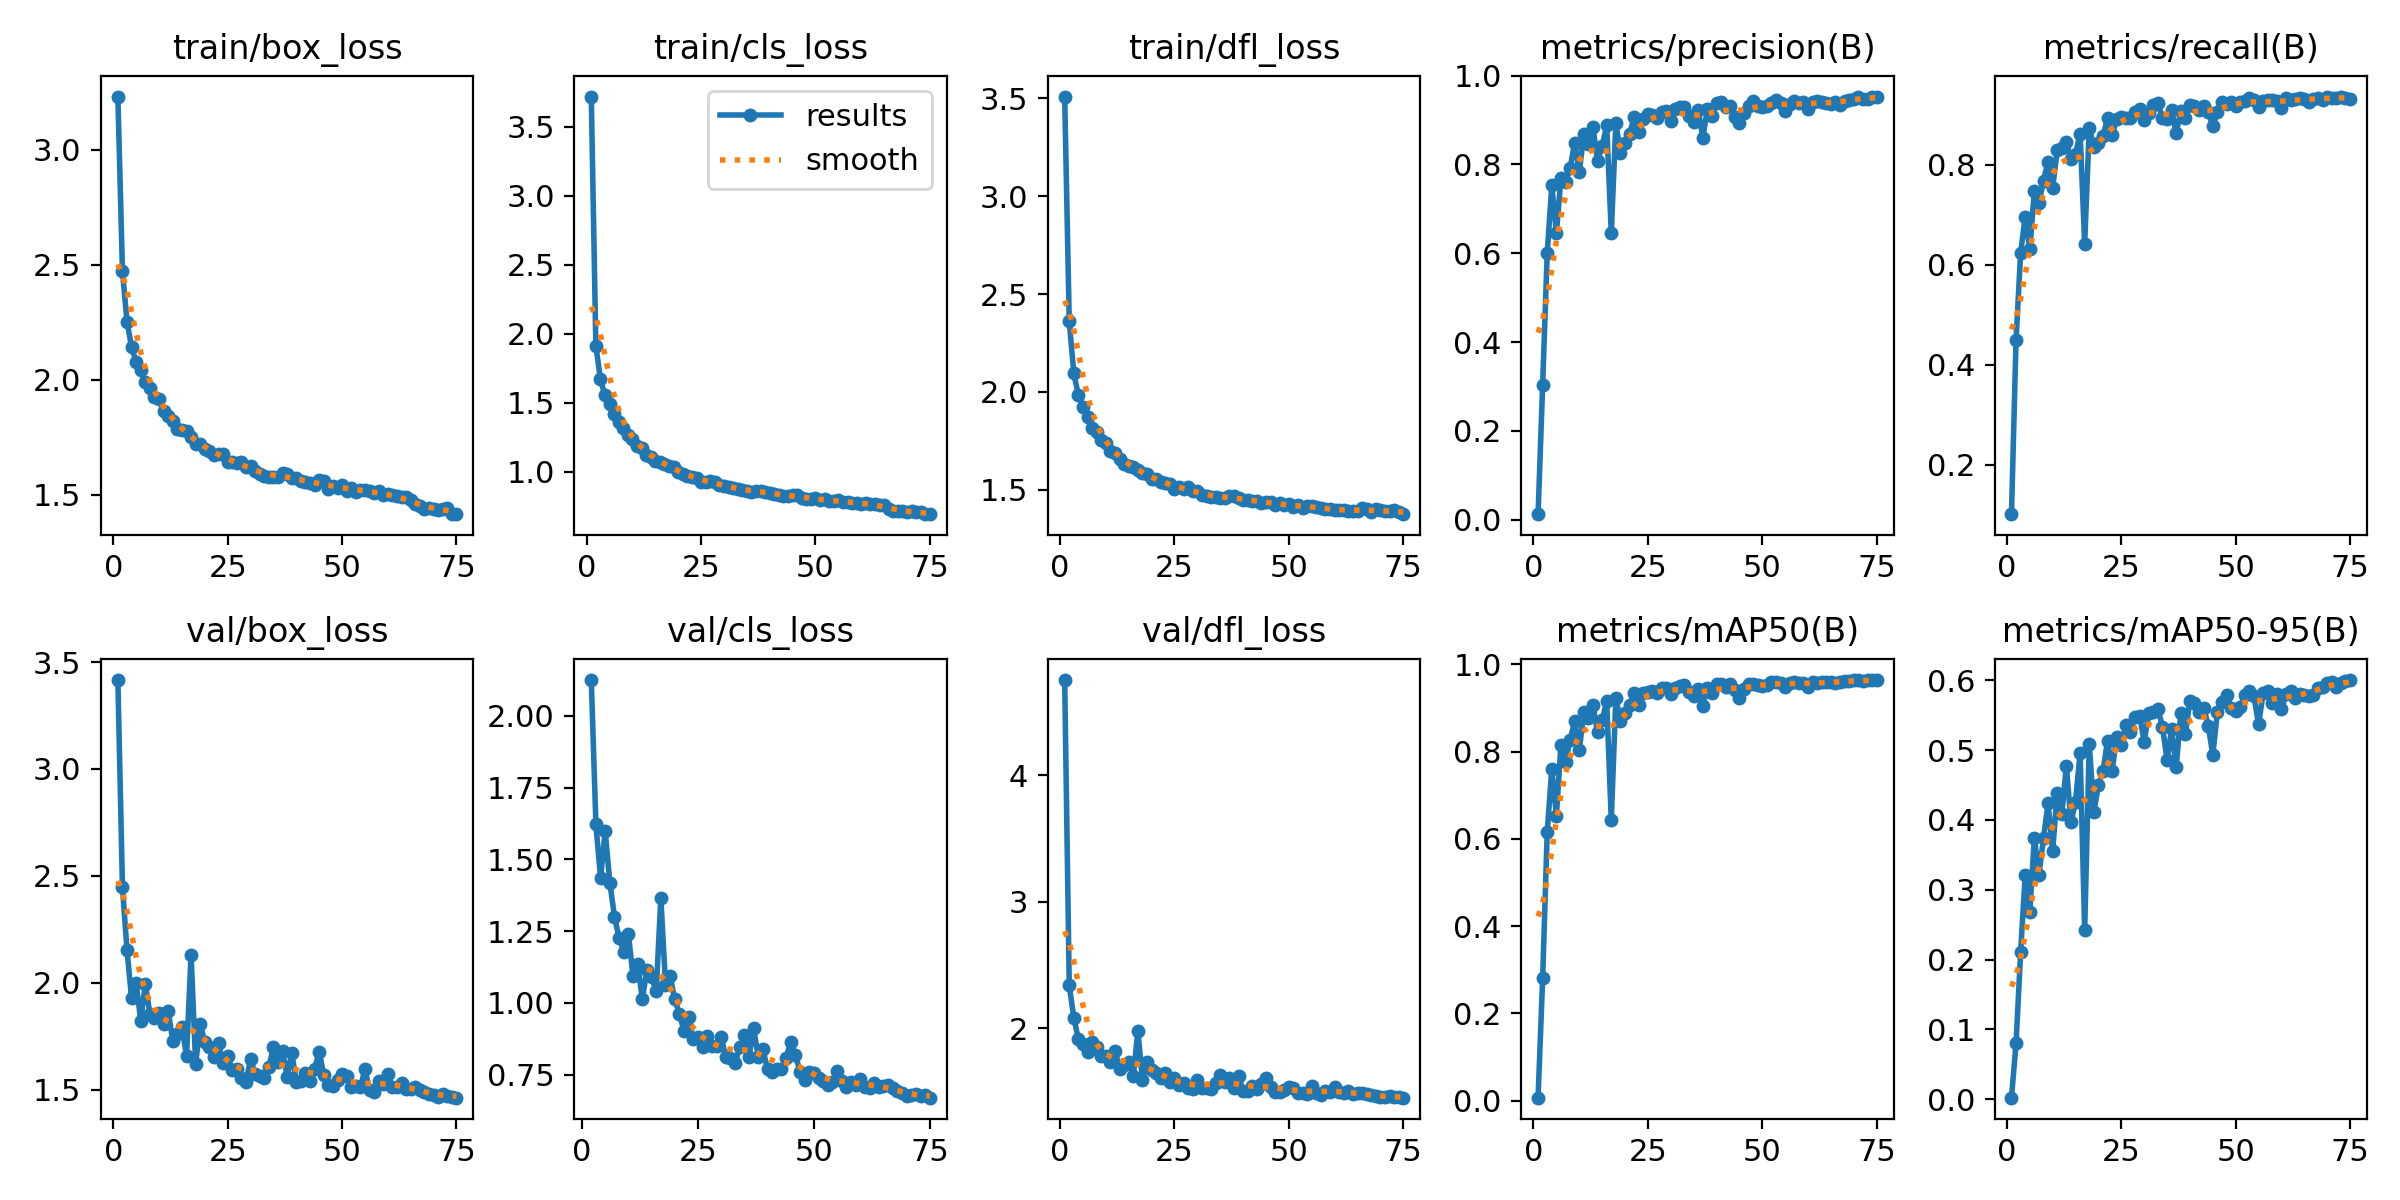 train/box_loss
3.0
2.5
2.0
1.5
0 25 50 75
train/cls_loss
results
smooth
3.5
3.0
2.5
2.0
1.5
1.0
0 25 50 75
train/dfl_loss
3.5
3.0
2.5
2.0
1.5
0 25 50 75
metrics/precision(B)
1.0
0.8
0.6
0.4
0.2
0.0
0 25 50 75
metrics/recall(B)
0.8
0.6
0.4
0.2
0 25 50 75
val/box_loss
3.5
3.0
2.5
2.0
1.5
0 25 50 75
val/cls_loss
2.00
1.75
1.50
1.25
1.00
0.75
0 25 50 75
val/dfl_loss
4
3
2
0 25 50 75
metrics/mAP50(B)
1.0
0.8
0.6
0.4
0.2
0.0
0 25 50 75
metrics/mAP50-95(B)
0.6
0.5
0.4
0.3
0.2
0.1
0.0
0 25 50 75